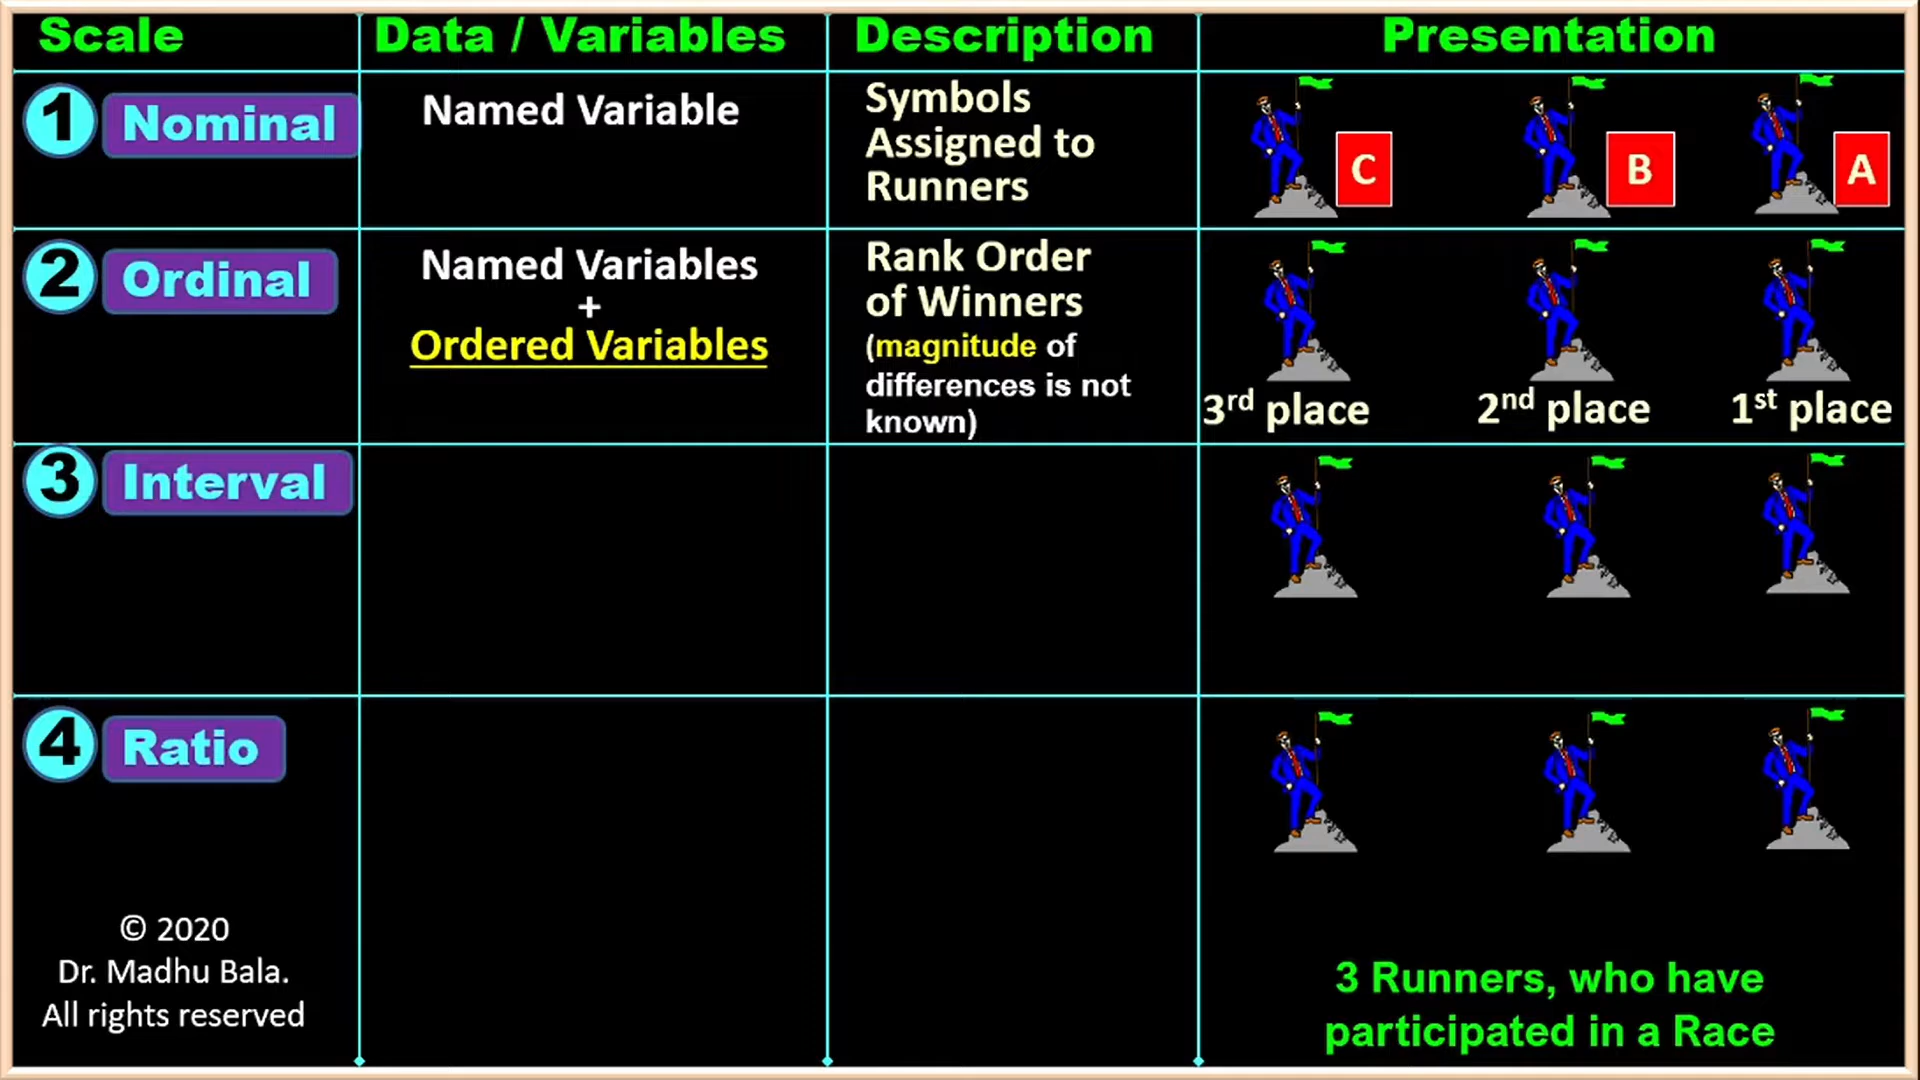 Scale Data / Variables Description Presentation
1 Nominal
Named Variable
Symbols
Assigned to
Runners
C B A
2 Ordinal
Named Variables
+
Ordered Variables
Rank Order
of Winners
(magnitude of
differences is not
known)
3rd place 2nd place 1st place
3 Interval
4 Ratio
© 2020
Dr. Madhu Bala.
All rights reserved
3 Runners, who have
participated in a Race